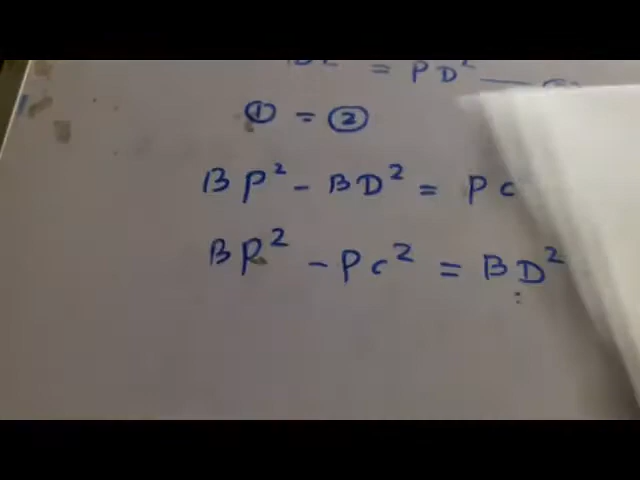 = PD²
① = ②
BP² - BD² = PC
BP² - PC² = BD²